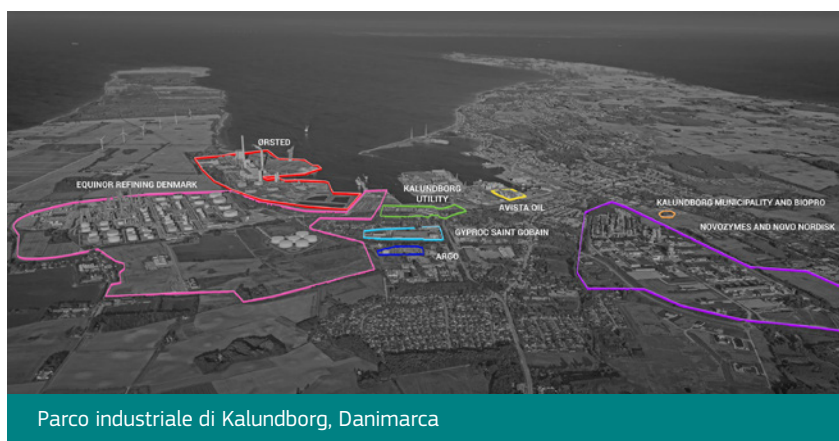 ØRSTED
EQUINOR REFINING DENMARK
KALUNDBORG
UTILITY
AVISTA OIL
KALUNDBORG MUNICIPALITY AND BIOPRO
GYPROC SAINT GOBAIN
NOVOZYMES AND NOVO NORDISK
ARGO
Parco industriale di Kalundborg, Danimarca